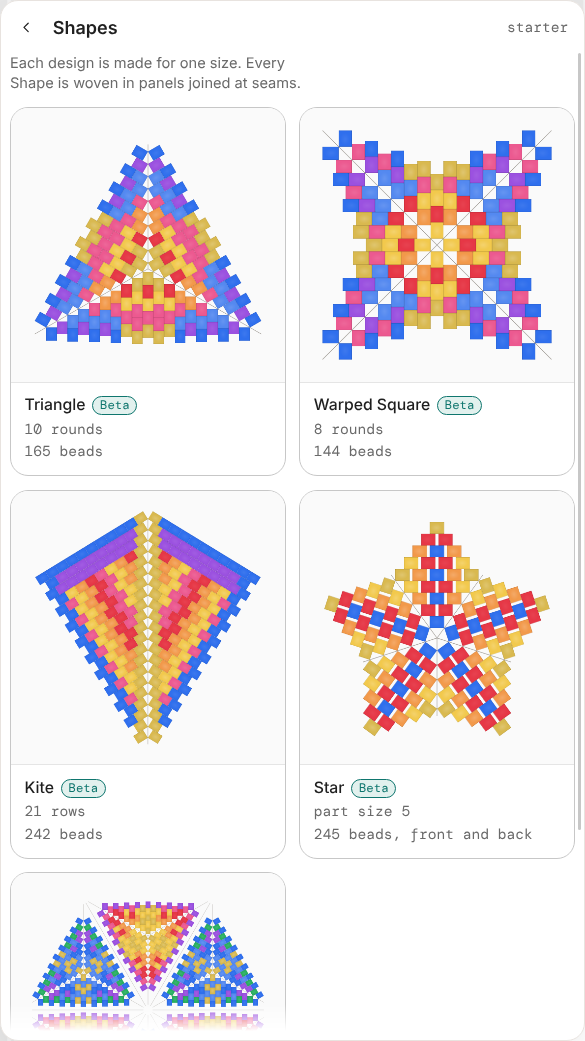 Shapes
starter
Each design is made for one size. Every
Shape is woven in panels joined at seams.
Triangle Beta
10 rounds
165 beads
Warped Square Beta
8 rounds
144 beads
Kite Beta
21 rows
242 beads
Star Beta
part size 5
245 beads, front and back